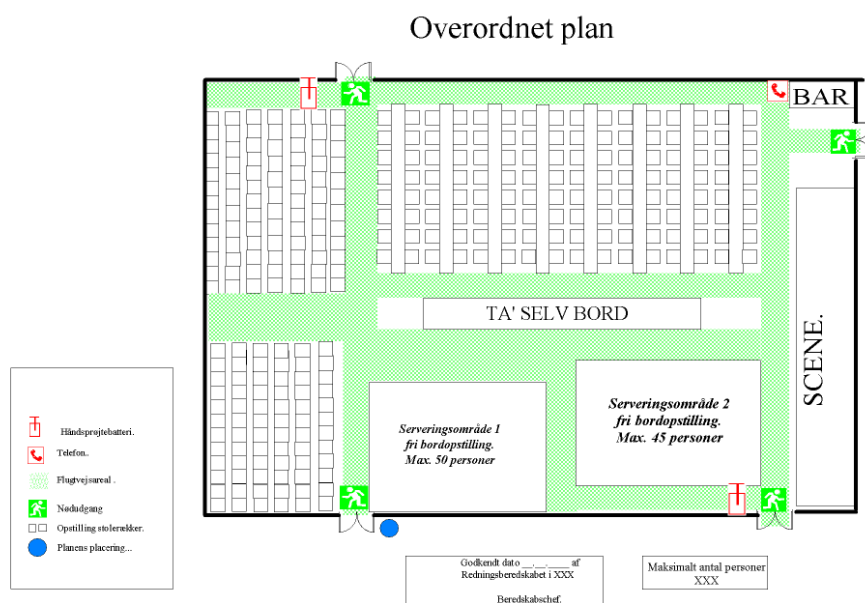 Overordnet plan
BAR
TA' SELV BORD
SCENE.
Serveringsområde 1
fri bordopstilling.
Max. 50 personer
Serveringsområde 2
fri bordopstilling.
Max. 45 personer
Håndsprøjtebatteri.
Telefon..
Flugtvejsareal .
Nødudgang
Opstilling stolerækker.
Planens placering...
Godkendt dato __.__.____ af
Redningsberedskabet i XXX
Beredskabschef.
Maksimalt antal personer
XXX